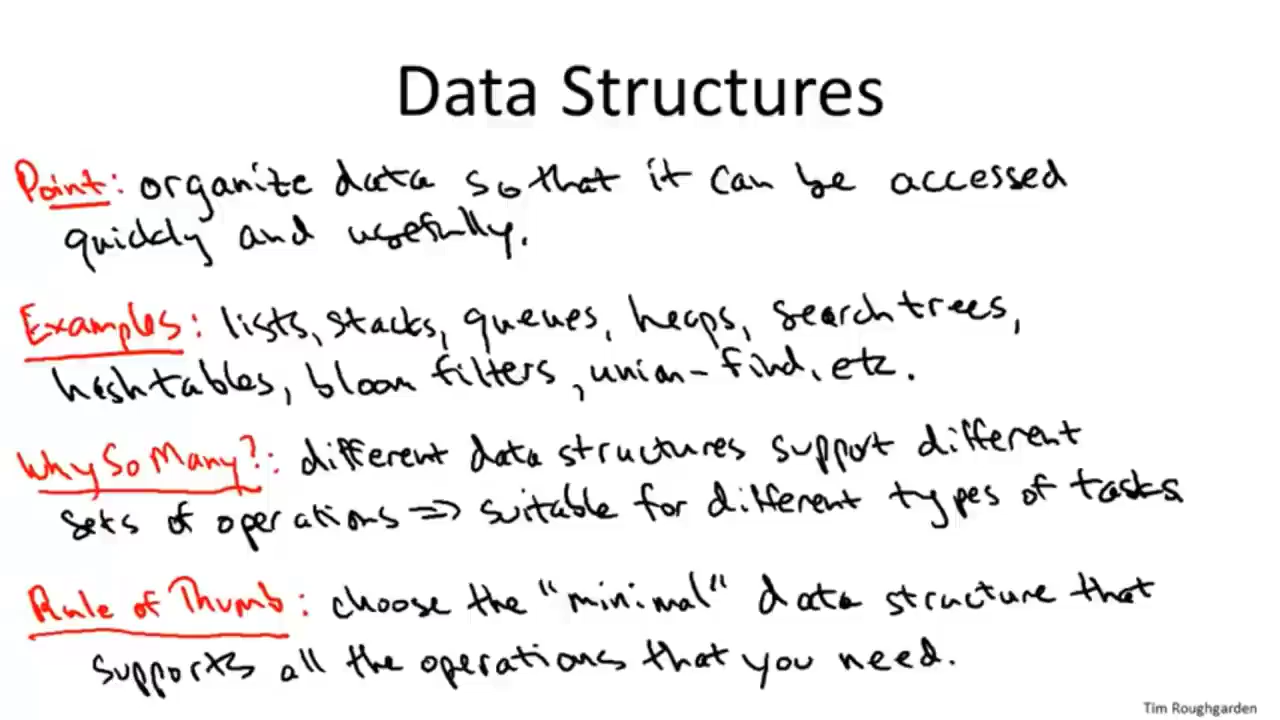 Data Structures
Point: organize data so that it can be accessed
quickly and usefully.
Examples: lists, stacks, queues, heaps, search trees,
hashtables, bloom filters, union-find, etc.
Why So Many?: different data structures support different
sets of operations => suitable for different types of tasks
Rule of Thumb: choose the "minimal" data structure that
supports all the operations that you need.
Tim Roughgarden